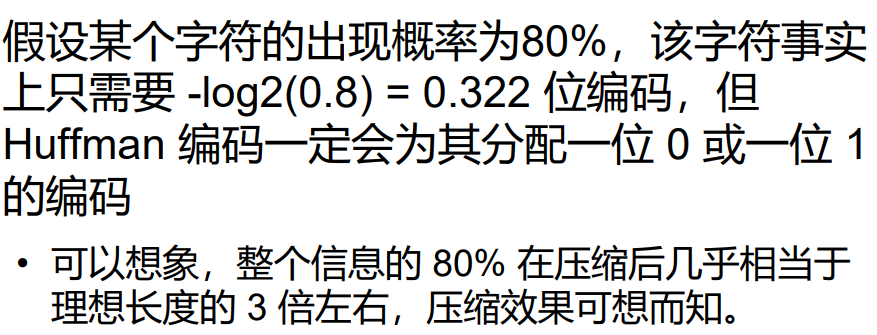 假设某个字符的出现概率为80%，该字符事实
上只需要 -log2(0.8) = 0.322 位编码，但
Huffman 编码一定会为其分配一位 0 或一位 1
的编码
• 可以想象，整个信息的 80% 在压缩后几乎相当于
理想长度的 3 倍左右，压缩效果可想而知。